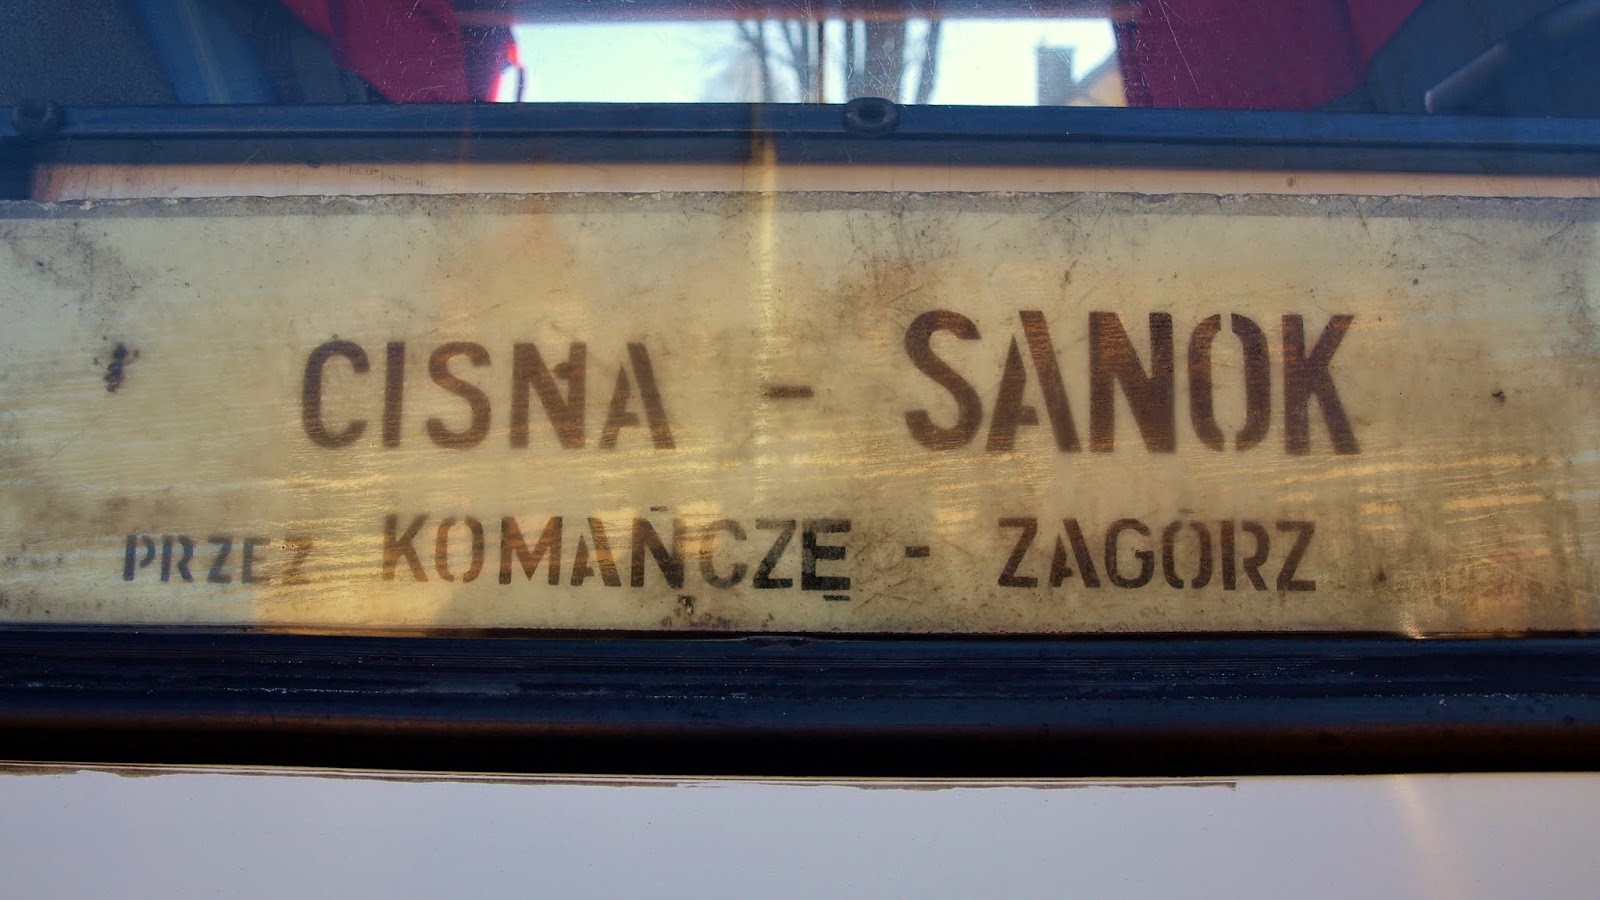 CISNA - SANOK
PRZEZ KOMAŃCZĘ - ZAGÓRZ